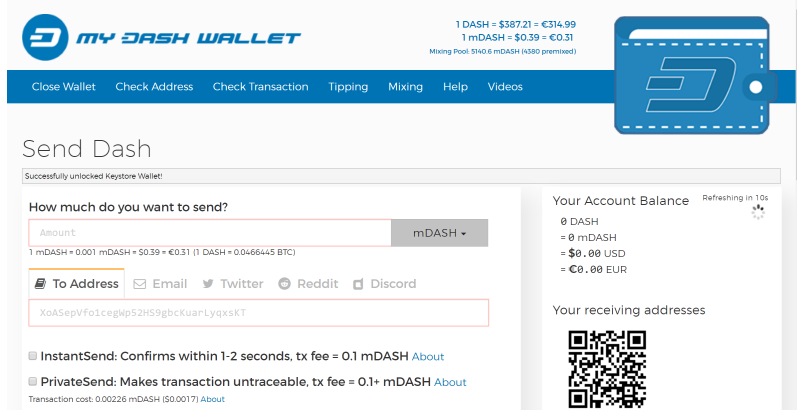 MY DASH WALLET
1 DASH = $387.21 = €314.99
1 mDASH = $0.39 = €0.31
Mixing Pool: 5140.6 mDASH (4380 premixed)
Close Wallet Check Address Check Transaction Tipping Mixing Help Videos
Send Dash
Successfully unlocked Keystore Wallet!
How much do you want to send?
Amount mDASH
1 mDASH = 0.001 mDASH = $0.39 = €0.31 (1 DASH = 0.0466445 BTC)
To Address Email Twitter Reddit Discord
XoASepVfo1cegWp52HS9gbcKuarLyqxsKT
InstantSend: Confirms within 1-2 seconds, tx fee = 0.1 mDASH About
PrivateSend: Makes transaction untraceable, tx fee = 0.1+ mDASH About
Transaction cost: 0.00226 mDASH ($0.0017) About
Your Account Balance
Refreshing in 10s
0 DASH
= 0 mDASH
= $0.00 USD
= €0.00 EUR
Your receiving addresses